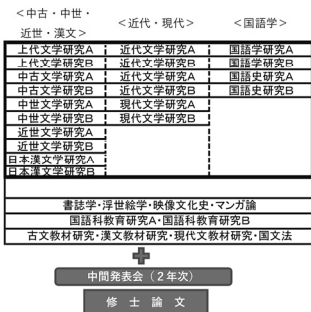 <中古・中世・
近世・漢文>
<近代・現代>
<国語学>
上代文学研究A 近代文学研究A 国語学研究A
上代文学研究B 近代文学研究B 国語学研究B
中古文学研究A 近代文学研究A 国語史研究A
中古文学研究B 近代文学研究B 国語史研究B
中世文学研究A 現代文学研究A
中世文学研究B 現代文学研究B
近世文学研究A
近世文学研究B
日本漢文学研究A
日本漢文学研究B
書誌学・浮世絵学・映像文化史・マンガ論
国語科教育研究A・国語科教育研究B
古文教材研究・漢文教材研究・現代文教材研究・国文法
中間発表会（2年次）
修士論文